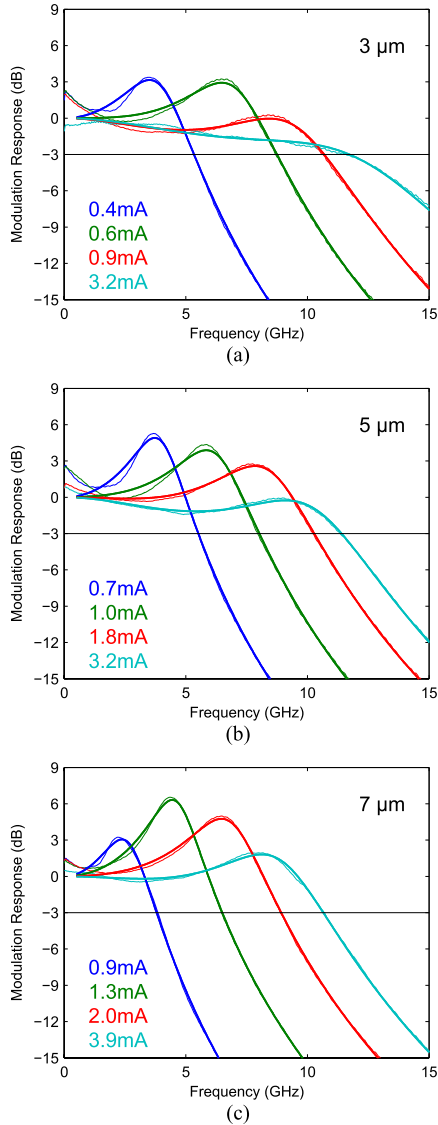 9
6
3
0
−3
−6
−9
−12
−15
Modulation Response (dB)
3 µm
0.4mA
0.6mA
0.9mA
3.2mA
0 5 10 15
Frequency (GHz)
(a)
9
6
3
0
−3
−6
−9
−12
−15
Modulation Response (dB)
5 µm
0.7mA
1.0mA
1.8mA
3.2mA
0 5 10 15
Frequency (GHz)
(b)
9
6
3
0
−3
−6
−9
−12
−15
Modulation Response (dB)
7 µm
0.9mA
1.3mA
2.0mA
3.9mA
0 5 10 15
Frequency (GHz)
(c)